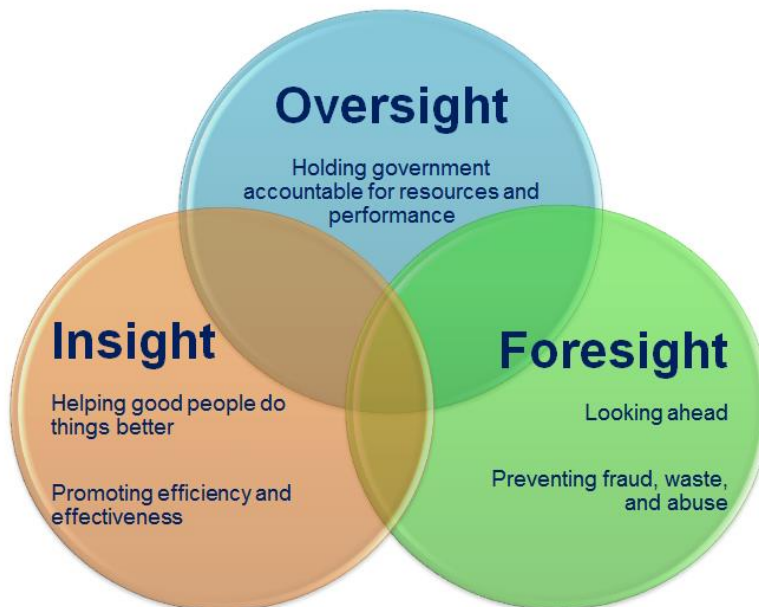 Oversight
Holding government
accountable for resources and
performance
Insight
Helping good people do
things better
Promoting efficiency and
effectiveness
Foresight
Looking ahead
Preventing fraud, waste,
and abuse